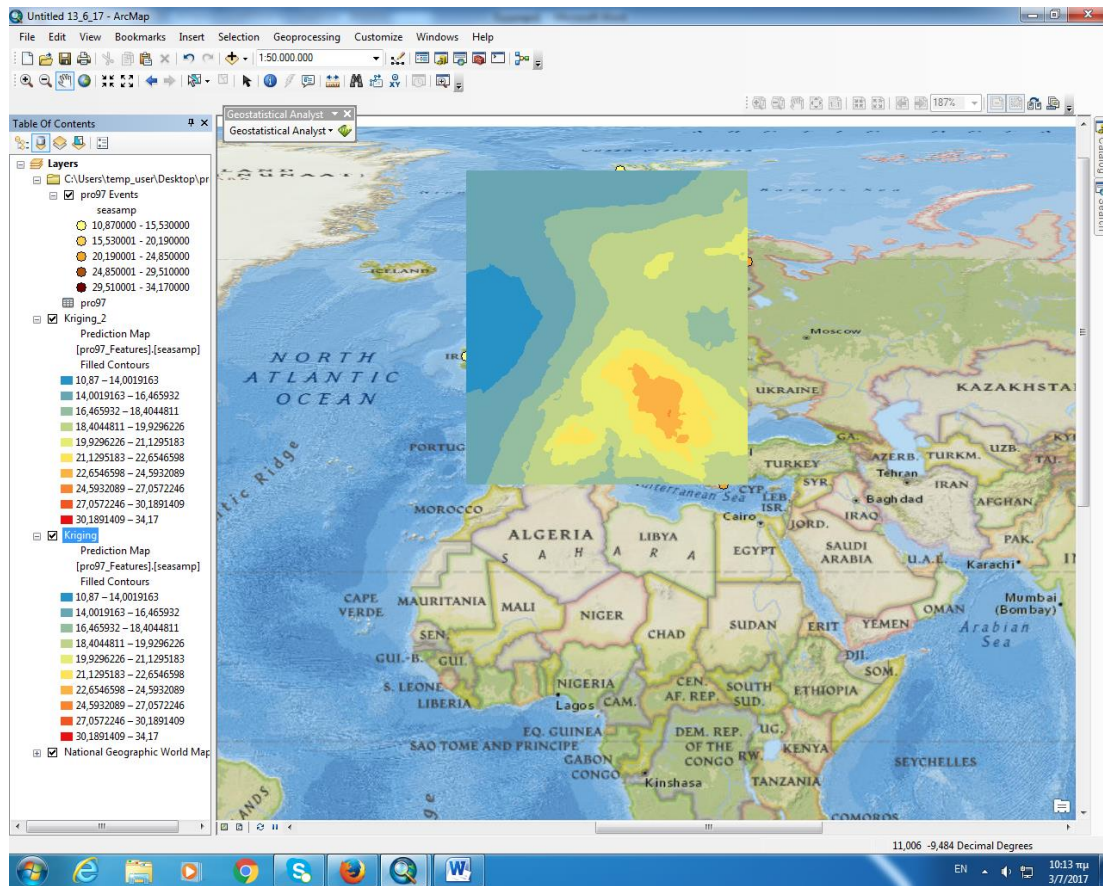 Untitled 13_6_17 - ArcMap
File Edit View Bookmarks Insert Selection Geoprocessing Customize Windows Help
1:50.000.000
187%
Geostatistical Analyst
Geostatistical Analyst
Table Of Contents
Layers
C:\Users\temp_user\Desktop\pr
pro97 Events
seasamp
10,870000 - 15,530000
15,530001 - 20,190000
20,190001 - 24,850000
24,850001 - 29,510000
29,510001 - 34,170000
pro97
Kriging_2
Prediction Map
[pro97_Features].[seasamp]
Filled Contours
10,87 – 14,0019163
14,0019163 – 16,465932
16,465932 – 18,4044811
18,4044811 – 19,9296226
19,9296226 – 21,1295183
21,1295183 – 22,6546598
22,6546598 – 24,5932089
24,5932089 – 27,0572246
27,0572246 – 30,1891409
30,1891409 – 34,17
Kriging
Prediction Map
[pro97_Features].[seasamp]
Filled Contours
10,87 – 14,0019163
14,0019163 – 16,465932
16,465932 – 18,4044811
18,4044811 – 19,9296226
19,9296226 – 21,1295183
21,1295183 – 22,6546598
22,6546598 – 24,5932089
24,5932089 – 27,0572246
27,0572246 – 30,1891409
30,1891409 – 34,17
National Geographic World Map
Catalog
Search
Barents Sea
ICELAND
Moscow
NORTH
ATLANTIC
OCEAN
IR
UKRAINE
KAZAKHSTA
PORTUG
GA.
AZERB.
TURKM.
UZB.
KY
TAJ.
TURKEY
Tehran
IRAN
Mediterranean Sea
CYP
SYR.
LEB.
ISR.
Baghdad
AFGHAN.
MOROCCO
Cairo
JORD.
IRAQ
ALGERIA
LIBYA
EGYPT
SAUDI
ARABIA
PAK.
SAHARA
U.A.E.
Karachi
CAPE
VERDE
MAURITANIA
MALI
NIGER
CHAD
SUDAN
ERIT
YEMEN
OMAN
Mumbai
(Bombay)
Arabian
Sea
SEN.
GUI.-B.
GUI.
DJI.
SOM.
S. LEONE
LIBERIA
NIGERIA
Lagos
CAM.
CEN.
AF. REP.
SOUTH
SUD.
ETHIOPIA
EQ. GUINEA
SAO TOME AND PRINCIPE
GABON
CONGO
DEM. REP.
OF THE
CONGO
UG.
RW.
KENYA
SEYCHELLES
Kinshasa
TANZANIA
COMOROS
11,006 -9,484 Decimal Degrees
EN
10:13 πμ
3/7/2017